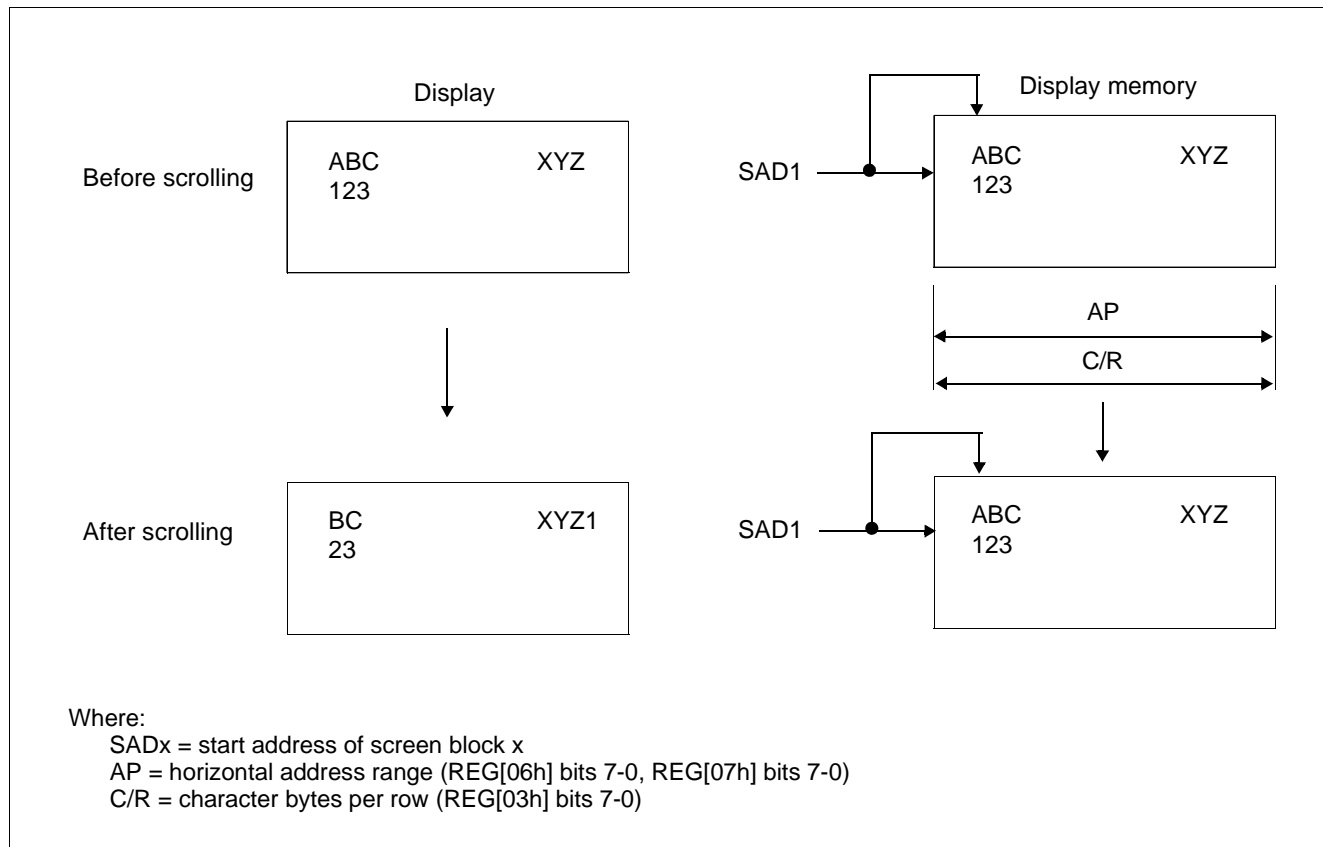 Display
Display memory
Before scrolling
ABC XYZ
123
SAD1
ABC XYZ
123
AP
C/R
After scrolling
BC XYZ1
23
SAD1
ABC XYZ
123
Where:
SADx = start address of screen block x
AP = horizontal address range (REG[06h] bits 7-0, REG[07h] bits 7-0)
C/R = character bytes per row (REG[03h] bits 7-0)